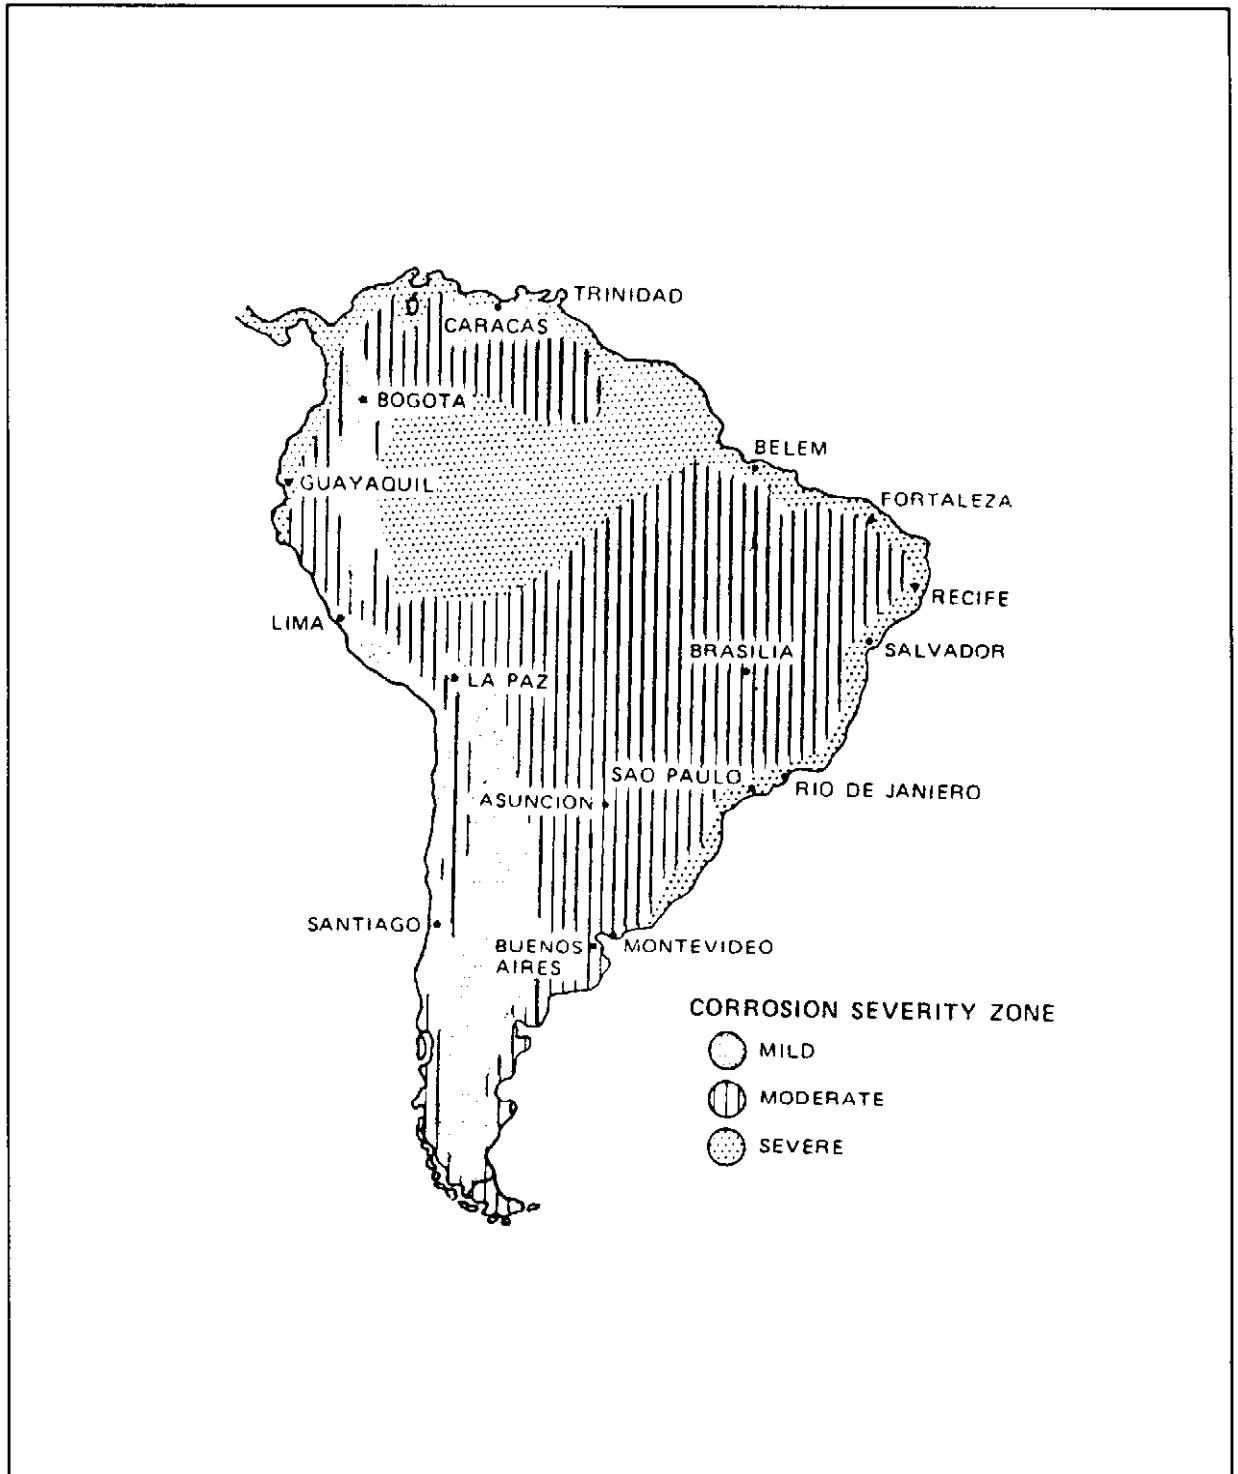 TRINIDAD
CARACAS
BOGOTA
BELEM
GUAYAQUIL
FORTALEZA
RECIFE
LIMA
BRASILIA
SALVADOR
LA PAZ
SAO PAULO
RIO DE JANIERO
ASUNCION
SANTIAGO
BUENOS
AIRES
MONTEVIDEO
CORROSION SEVERITY ZONE
MILD
MODERATE
SEVERE